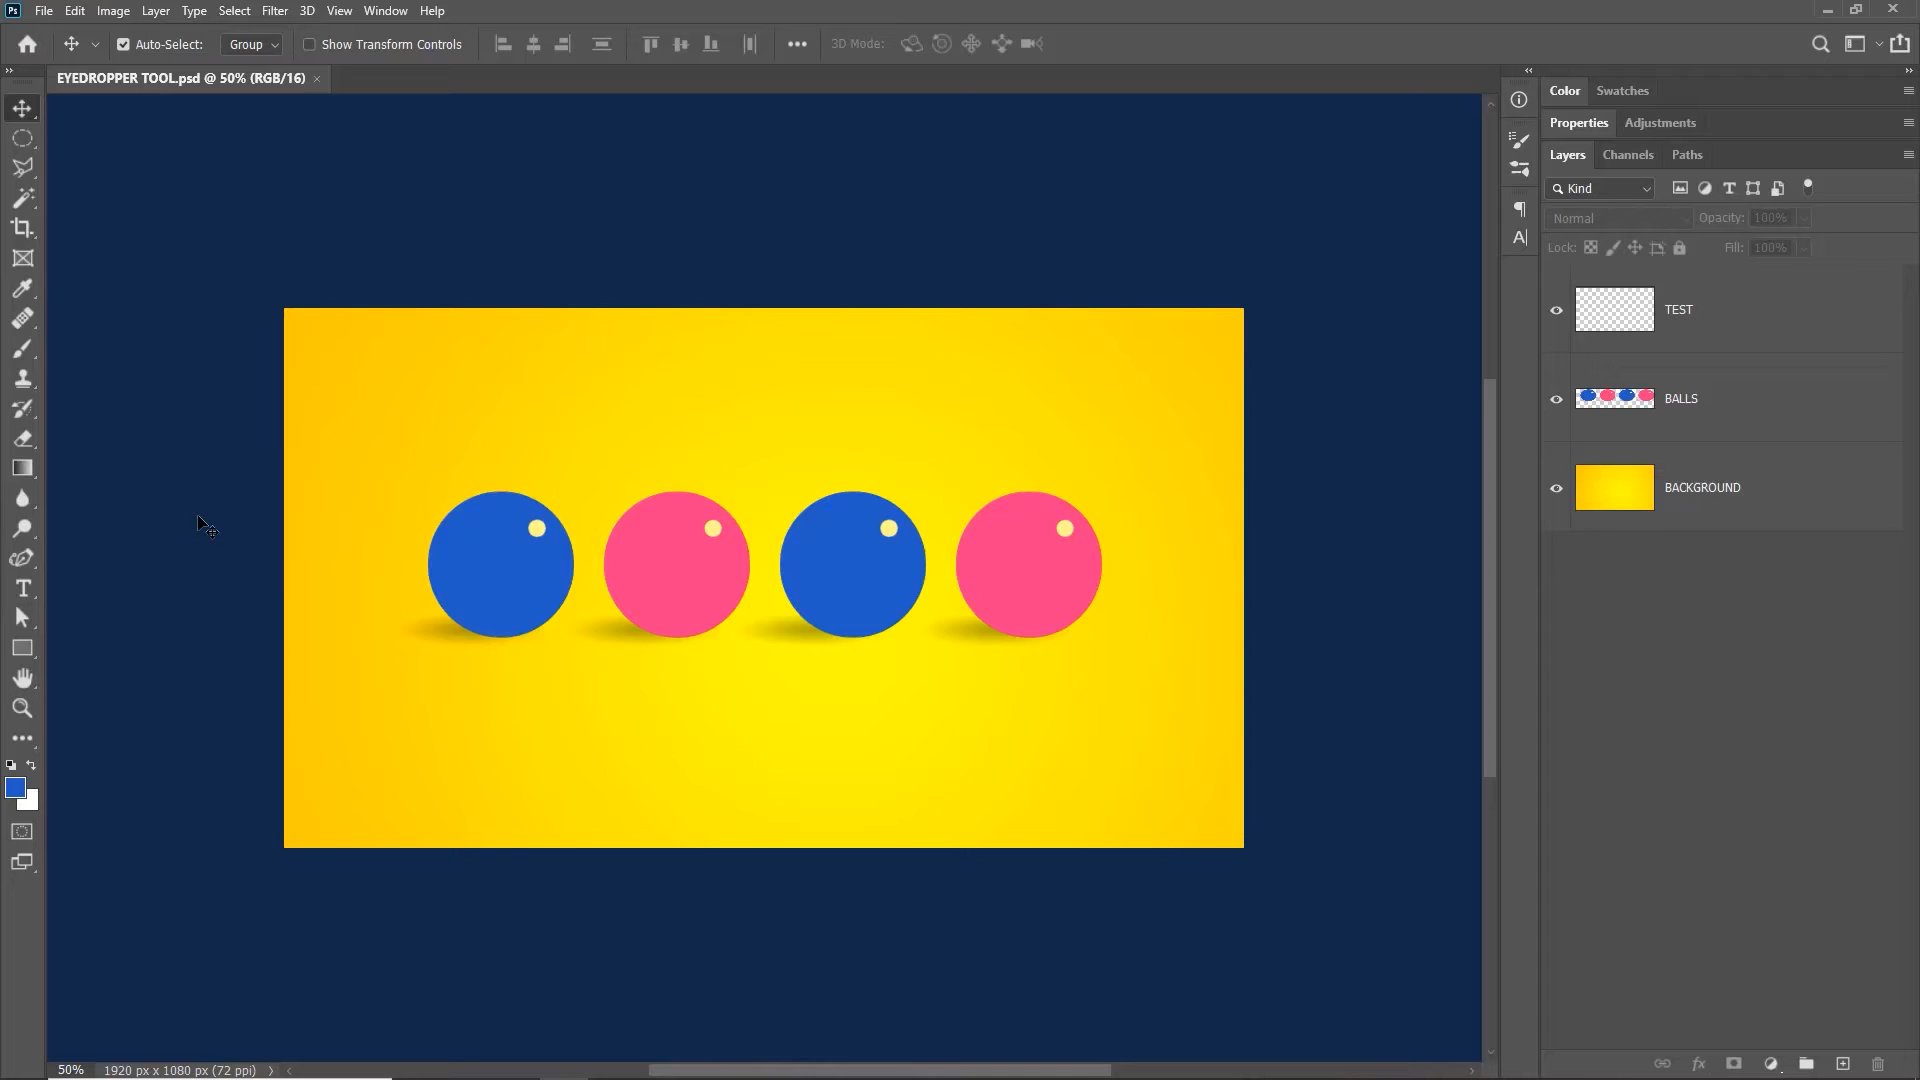 Ps File Edit Image Layer Type Select Filter 3D View Window Help
Auto-Select: Group Show Transform Controls 3D Mode:
EYEDROPPER TOOL.psd @ 50% (RGB/16) ×
Color Swatches
Properties Adjustments
Layers Channels Paths
Kind
Normal Opacity: 100%
Lock: Fill: 100%
TEST
BALLS
BACKGROUND
50% 1920 px x 1080 px (72 ppi)